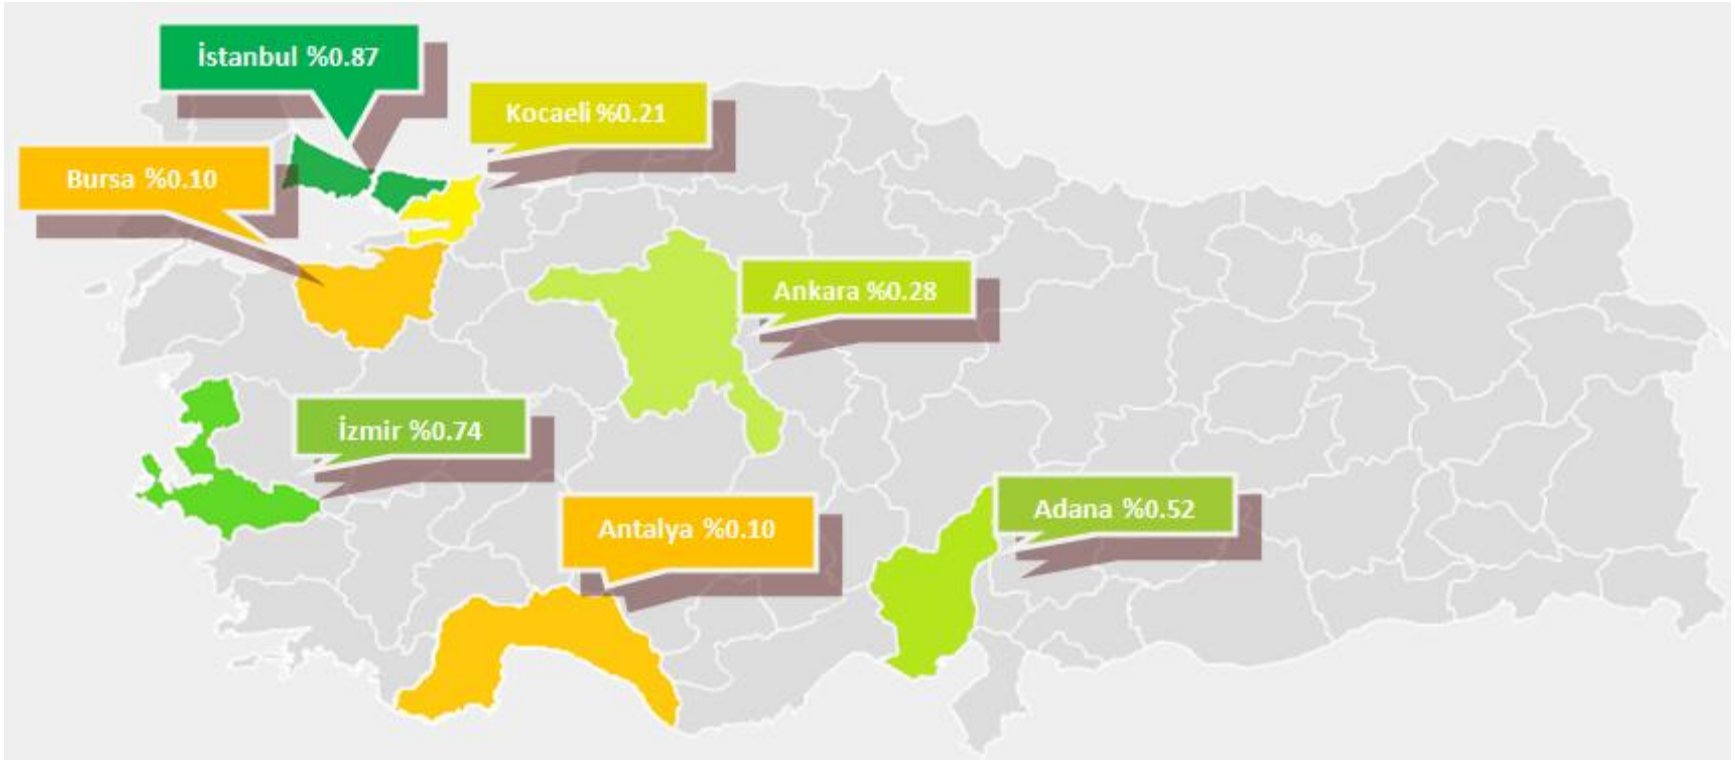 İstanbul %0.87
Kocaeli %0.21
Bursa %0.10
Ankara %0.28
İzmir %0.74
Adana %0.52
Antalya %0.10